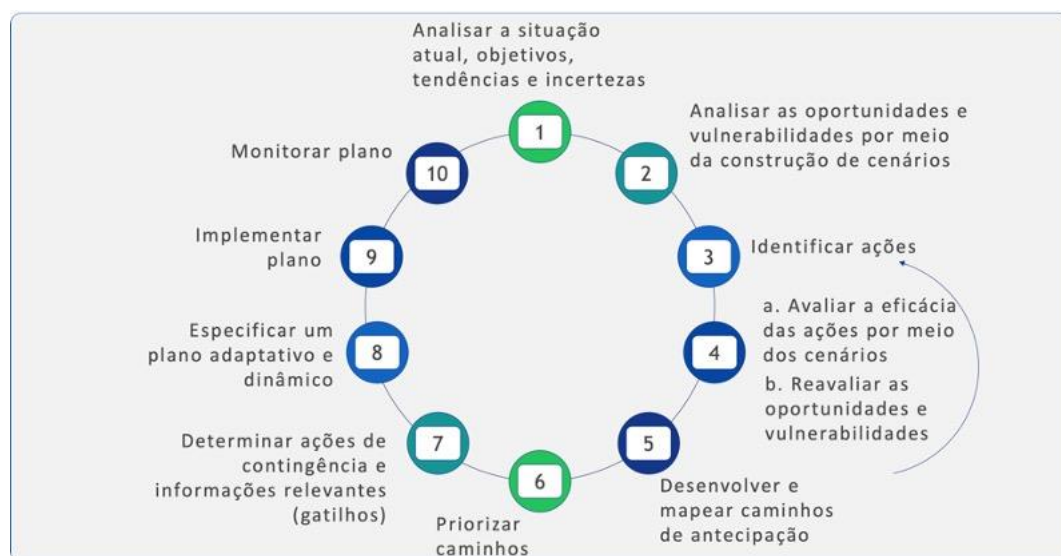 1
Analisar a situação
atual, objetivos,
tendências e incertezas
2
Analisar as oportunidades e
vulnerabilidades por meio
da construção de cenários
3
Identificar ações
4
a. Avaliar a eficácia
das ações por meio
dos cenários
b. Reavaliar as
oportunidades e
vulnerabilidades
5
Desenvolver e
mapear caminhos
de antecipação
6
Priorizar
caminhos
7
Determinar ações de
contingência e
informações relevantes
(gatilhos)
8
Especificar um
plano adaptativo e
dinâmico
9
Implementar
plano
10
Monitorar plano